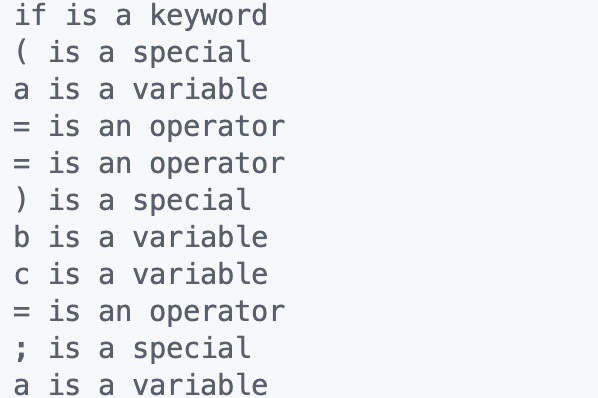 if is a keyword
( is a special
a is a variable
= is an operator
= is an operator
) is a special
b is a variable
c is a variable
= is an operator
; is a special
a is a variable